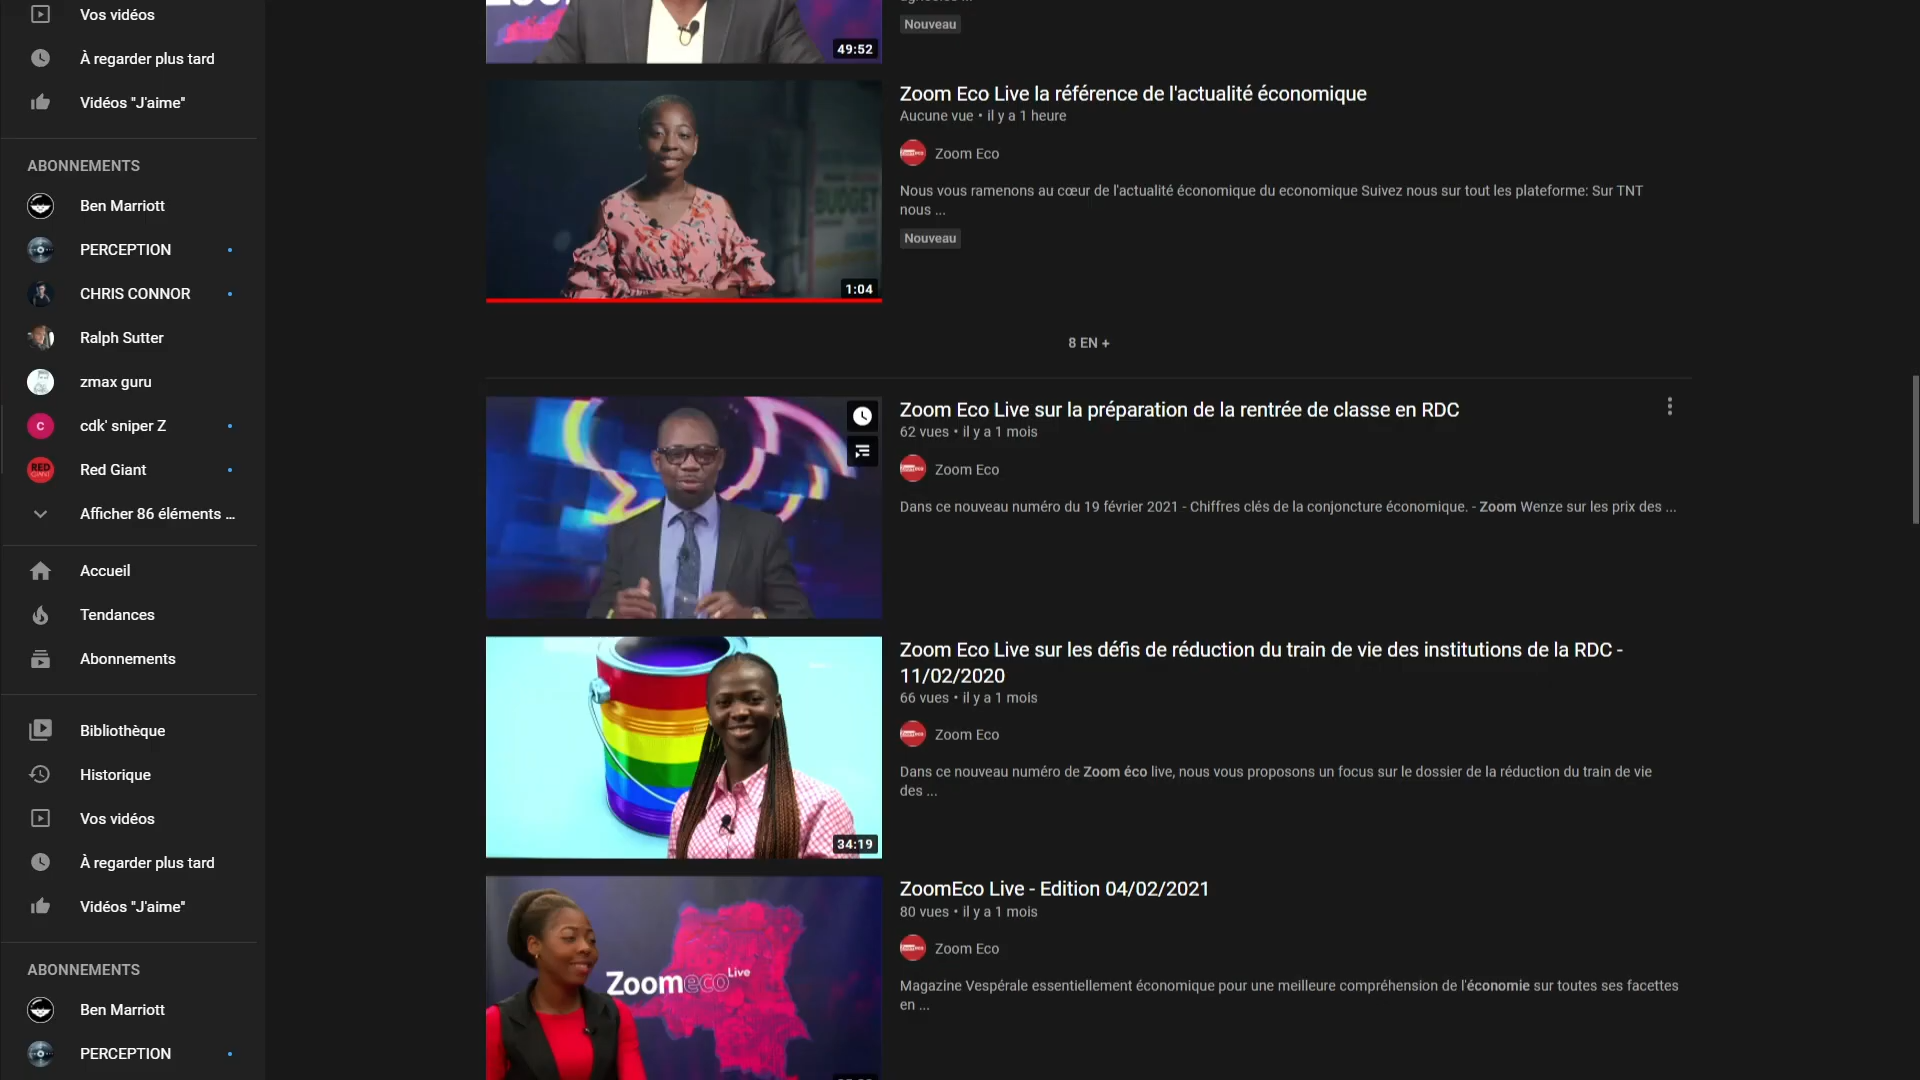 Vos vidéos
À regarder plus tard
Vidéos "J'aime"
ABONNEMENTS
Ben Marriott
PERCEPTION
CHRIS CONNOR
Ralph Sutter
zmax guru
C
cdk' sniper Z
RED
GIANT
Red Giant
Afficher 86 éléments ...
Accueil
Tendances
Abonnements
Bibliothèque
Historique
Vos vidéos
À regarder plus tard
Vidéos "J'aime"
ABONNEMENTS
Ben Marriott
PERCEPTION
49:52
Nouveau
BUDGET
1:04
Zoom Eco Live la référence de l'actualité économique
Aucune vue • il y a 1 heure
Zoom Eco
Nous vous ramenons au cœur de l'actualité économique du economique Suivez nous sur tout les plateforme: Sur TNT
nous ...
Nouveau
8 EN +
Zoom Eco Live sur la préparation de la rentrée de classe en RDC
62 vues • il y a 1 mois
Zoom Eco
Dans ce nouveau numéro du 19 février 2021 - Chiffres clés de la conjoncture économique. - Zoom Wenze sur les prix des ...
34:19
Zoom Eco Live sur les défis de réduction du train de vie des institutions de la RDC -
11/02/2020
66 vues • il y a 1 mois
Zoom Eco
Dans ce nouveau numéro de Zoom éco live, nous vous proposons un focus sur le dossier de la réduction du train de vie
des ...
Zoomeco Live
ZoomEco Live - Edition 04/02/2021
80 vues • il y a 1 mois
Zoom Eco
Magazine Vespérale essentiellement économique pour une meilleure compréhension de l'économie sur toutes ses facettes
en ...